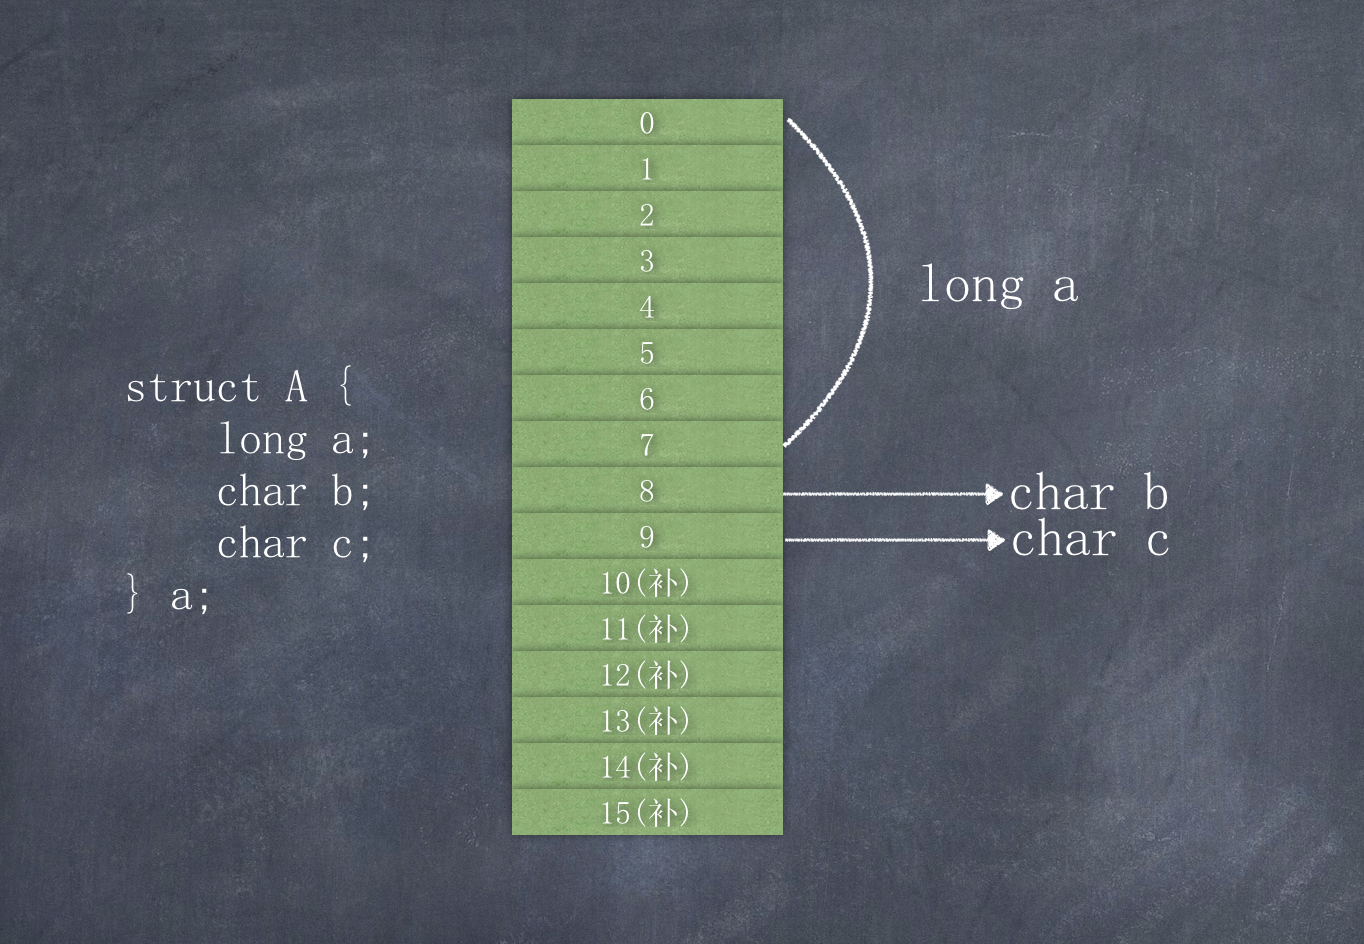 struct A {
long a;
char b;
char c;
} a;
0
1
2
3
4
5
6
7
8
9
10(补)
11(补)
12(补)
13(补)
14(补)
15(补)
long a
char b
char c